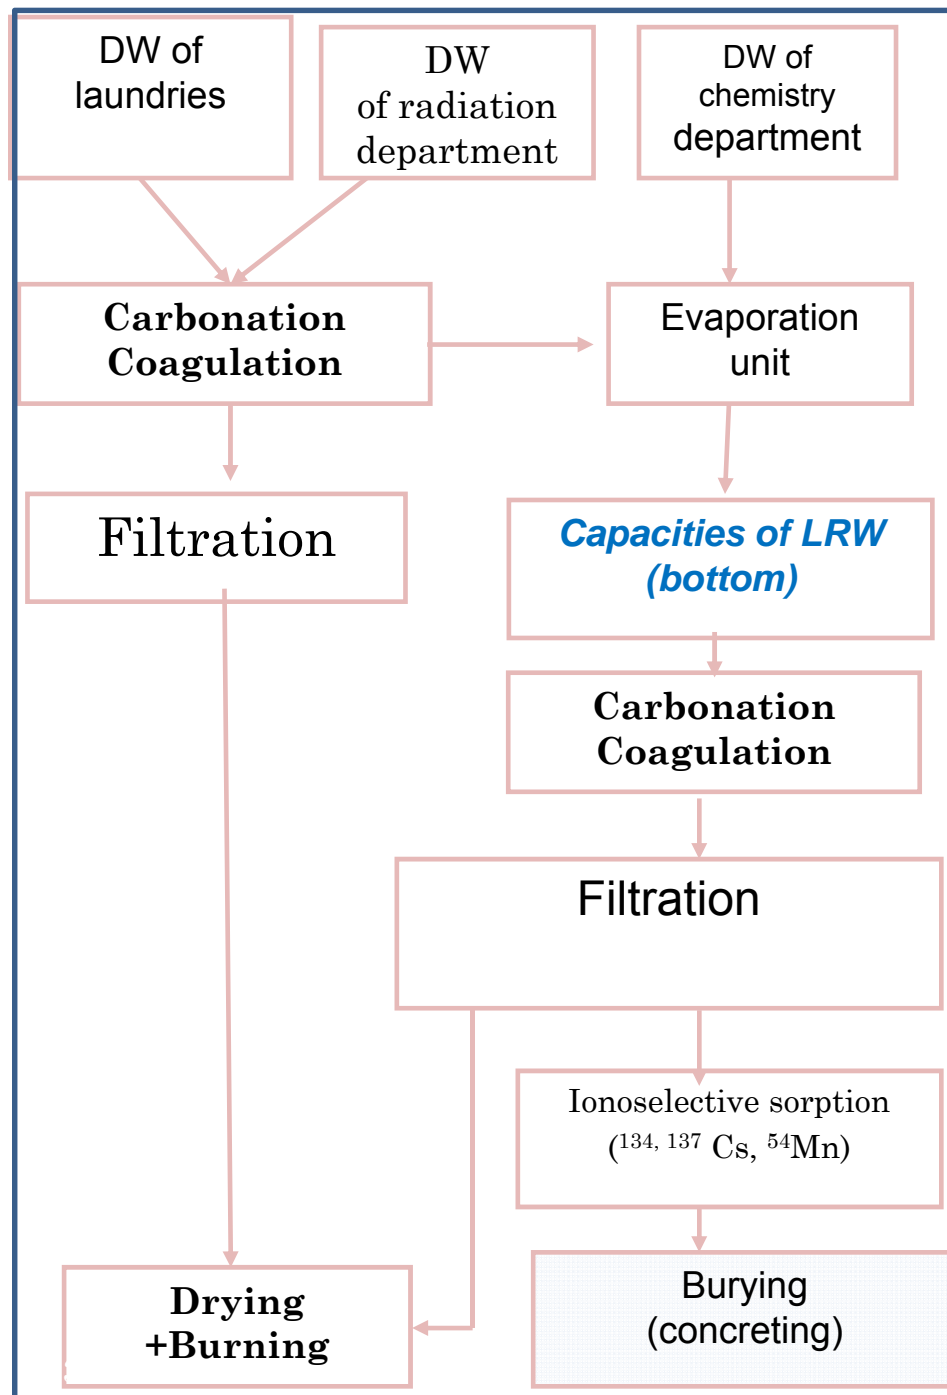 DW of
laundries
DW
of radiation
department
DW of
chemistry
department
Carbonation
Coagulation
Evaporation
unit
Filtration
Capacities of LRW
(bottom)
Carbonation
Coagulation
Filtration
Ionoselective sorption
(134, 137 Cs, 54Mn)
Drying
+Burning
Burying
(concreting)